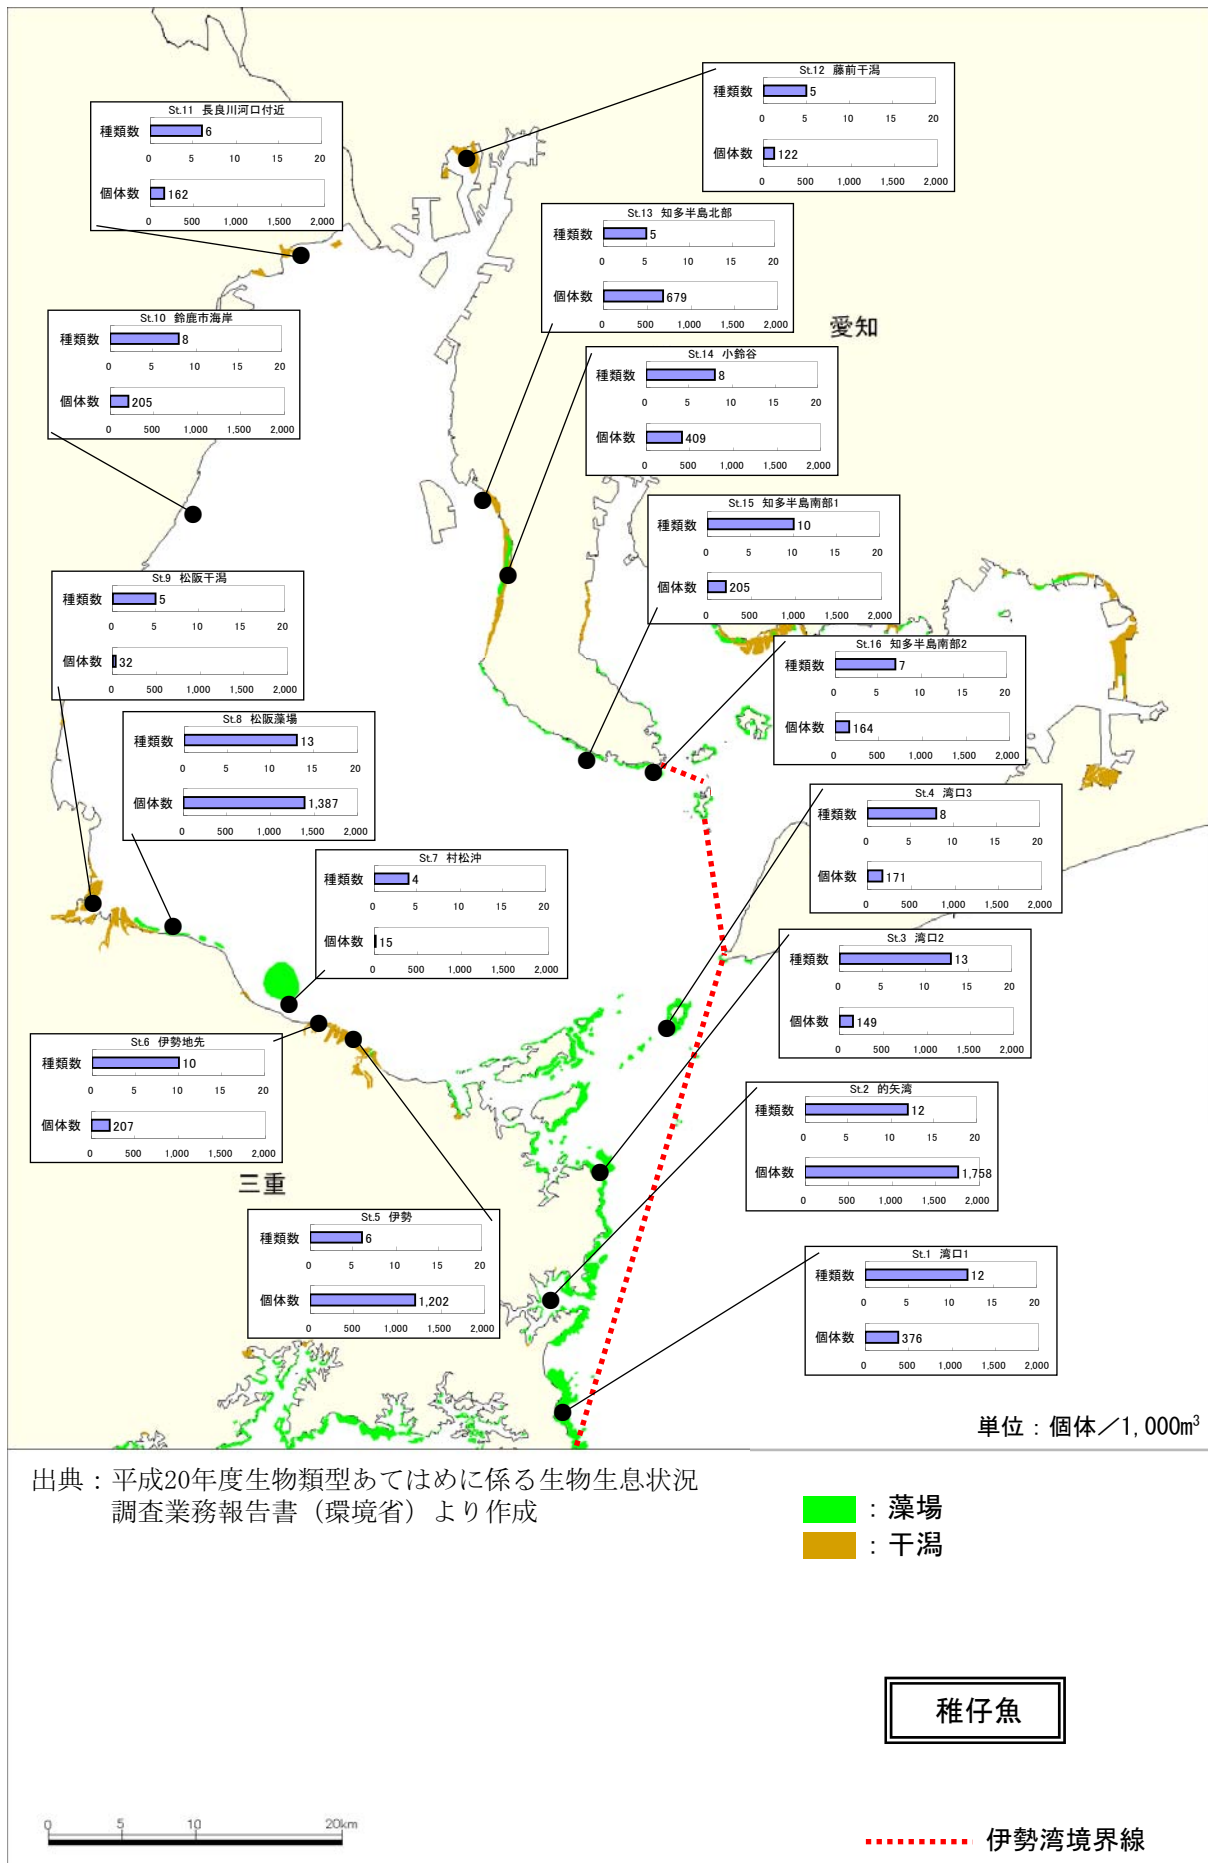 St.12 藤前干潟
種類数 5
0 5 10 15 20
個体数 122
0 500 1,000 1,500 2,000
St.11 長良川河口付近
種類数 6
0 5 10 15 20
個体数 162
0 500 1,000 1,500 2,000
St.13 知多半島北部
種類数 5
0 5 10 15 20
個体数 679
0 500 1,000 1,500 2,000
愛知
St.10 鈴鹿市海岸
種類数 8
0 5 10 15 20
個体数 205
0 500 1,000 1,500 2,000
St.14 小鈴谷
種類数 8
0 5 10 15 20
個体数 409
0 500 1,000 1,500 2,000
St.15 知多半島南部1
種類数 10
0 5 10 15 20
個体数 205
0 500 1,000 1,500 2,000
St.9 松阪干潟
種類数 5
0 5 10 15 20
個体数 32
0 500 1,000 1,500 2,000
St.16 知多半島南部2
種類数 7
0 5 10 15 20
個体数 164
0 500 1,000 1,500 2,000
St.8 松阪藻場
種類数 13
0 5 10 15 20
個体数 1,387
0 500 1,000 1,500 2,000
St.4 湾口3
種類数 8
0 5 10 15 20
個体数 171
0 500 1,000 1,500 2,000
St.7 村松沖
種類数 4
0 5 10 15 20
個体数 15
0 500 1,000 1,500 2,000
St.3 湾口2
種類数 13
0 5 10 15 20
個体数 149
0 500 1,000 1,500 2,000
St.6 伊勢地先
種類数 10
0 5 10 15 20
個体数 207
0 500 1,000 1,500 2,000
三重
St.2 的矢湾
種類数 12
0 5 10 15 20
個体数 1,758
0 500 1,000 1,500 2,000
St.5 伊勢
種類数 6
0 5 10 15 20
個体数 1,202
0 500 1,000 1,500 2,000
St.1 湾口1
種類数 12
0 5 10 15 20
個体数 376
0 500 1,000 1,500 2,000
単位：個体／1,000m³
出典：平成20年度生物類型あてはめに係る生物生息状況
調査業務報告書（環境省）より作成
：藻場
：干潟
稚仔魚
0 5 10 20km
伊勢湾境界線